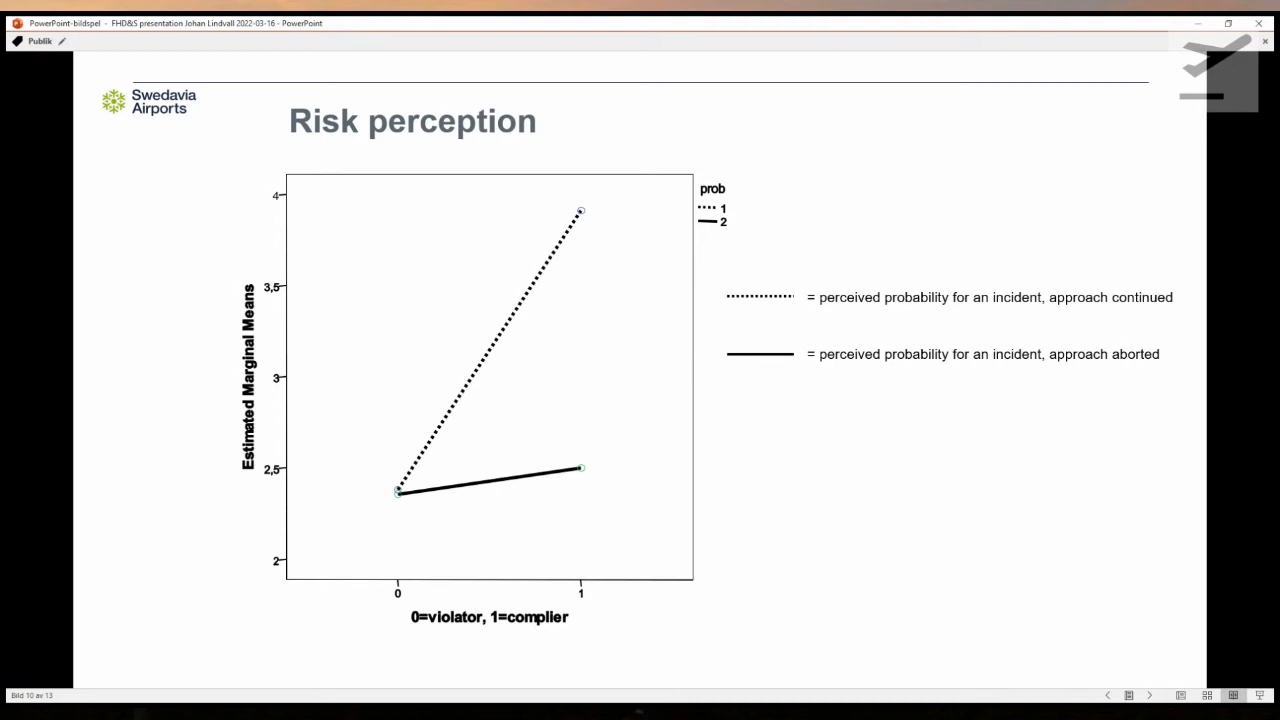 PowerPoint-bildspel - FHD&S presentation Johan Lindvall 2022-03-16 - PowerPoint
Publik
Swedavia
Airports
Risk perception
prob
1
2
4
3,5
3
2,5
2
Estimated Marginal Means
0
1
0=violator, 1=complier
= perceived probability for an incident, approach continued
= perceived probability for an incident, approach aborted
Bild 10 av 13